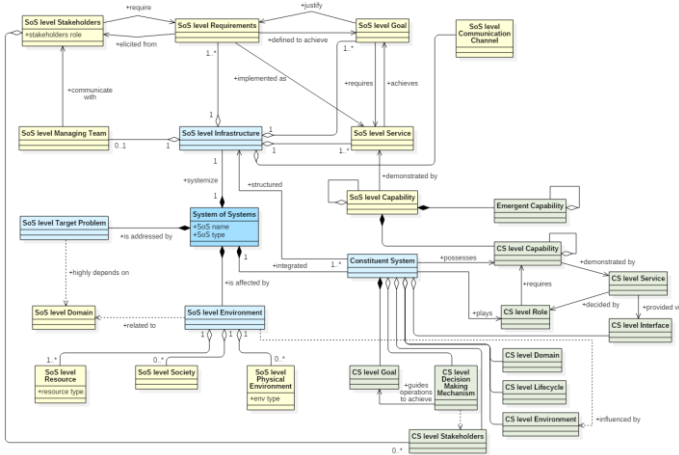 +require
+justify
SoS level Stakeholders
+stakeholders role
SoS level Requirements
SoS level Goal
SoS level
Communication
Channel
+elicited from
+defined to achieve
1..*
1..*
+implemented as
+requires
+achieves
+communicate
with
1
1
SoS level Managing Team
SoS level Infrastructure
SoS level Service
0..1
1
1
1..*
1
+systemize
+structured
+demonstrated by
1
SoS level Capability
Emergent Capability
SoS level Target Problem
System of Systems
+SoS name
+SoS type
+is addressed by
1
CS level Capability
+highly depends on
+integrated
1..*
Constituent System
+possesses
+demonstrated by
CS level Service
+is affected by
+requires
SoS level Domain
SoS level Environment
+plays
CS level Role
+decided by
+provided vi
+related to
CS level Interface
1
1
1
1..*
0..*
0..*
SoS level
Resource
+resource type
SoS level Society
SoS level
Physical
Environment
+env type
CS level Goal
CS level
Decision
Making
Mechanism
CS level Domain
+guides
operations
to achieve
CS level Lifecycle
CS level Environment
+influenced by
CS level Stakeholders
0..*